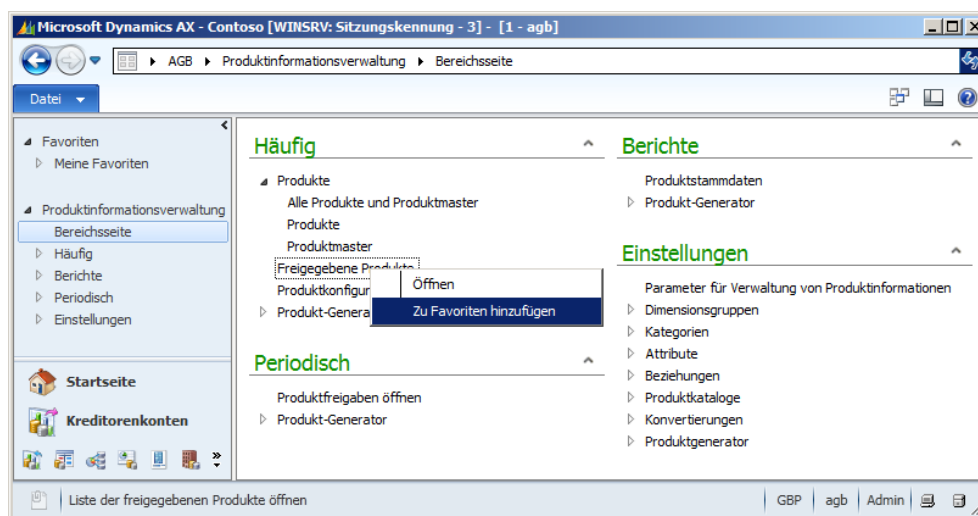 Microsoft Dynamics AX - Contoso [WINSRV: Sitzungskennung - 3] - [1 - agb]
AGB Produktinformationsverwaltung Bereichsseite
Datei
Favoriten
Meine Favoriten
Produktinformationsverwaltung
Bereichsseite
Häufig
Berichte
Periodisch
Einstellungen
Startseite
Kreditorenkonten
Häufig
Produkte
Alle Produkte und Produktmaster
Produkte
Produktmaster
Freigegebene Produkte
Produktkonfigur
Produkt-Genera
Öffnen
Zu Favoriten hinzufügen
Periodisch
Produktfreigaben öffnen
Produkt-Generator
Berichte
Produktstammdaten
Produkt-Generator
Einstellungen
Parameter für Verwaltung von Produktinformationen
Dimensionsgruppen
Kategorien
Attribute
Beziehungen
Produktkataloge
Konvertierungen
Produktgenerator
Liste der freigegebenen Produkte öffnen
GBP agb Admin